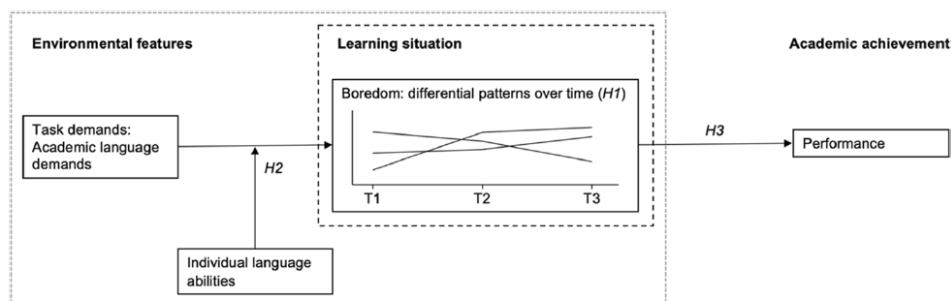 Environmental features
Learning situation
Academic achievement
Boredom: differential patterns over time (H1)
Task demands:
Academic language
demands
H2
H3
Performance
T1
T2
T3
Individual language
abilities